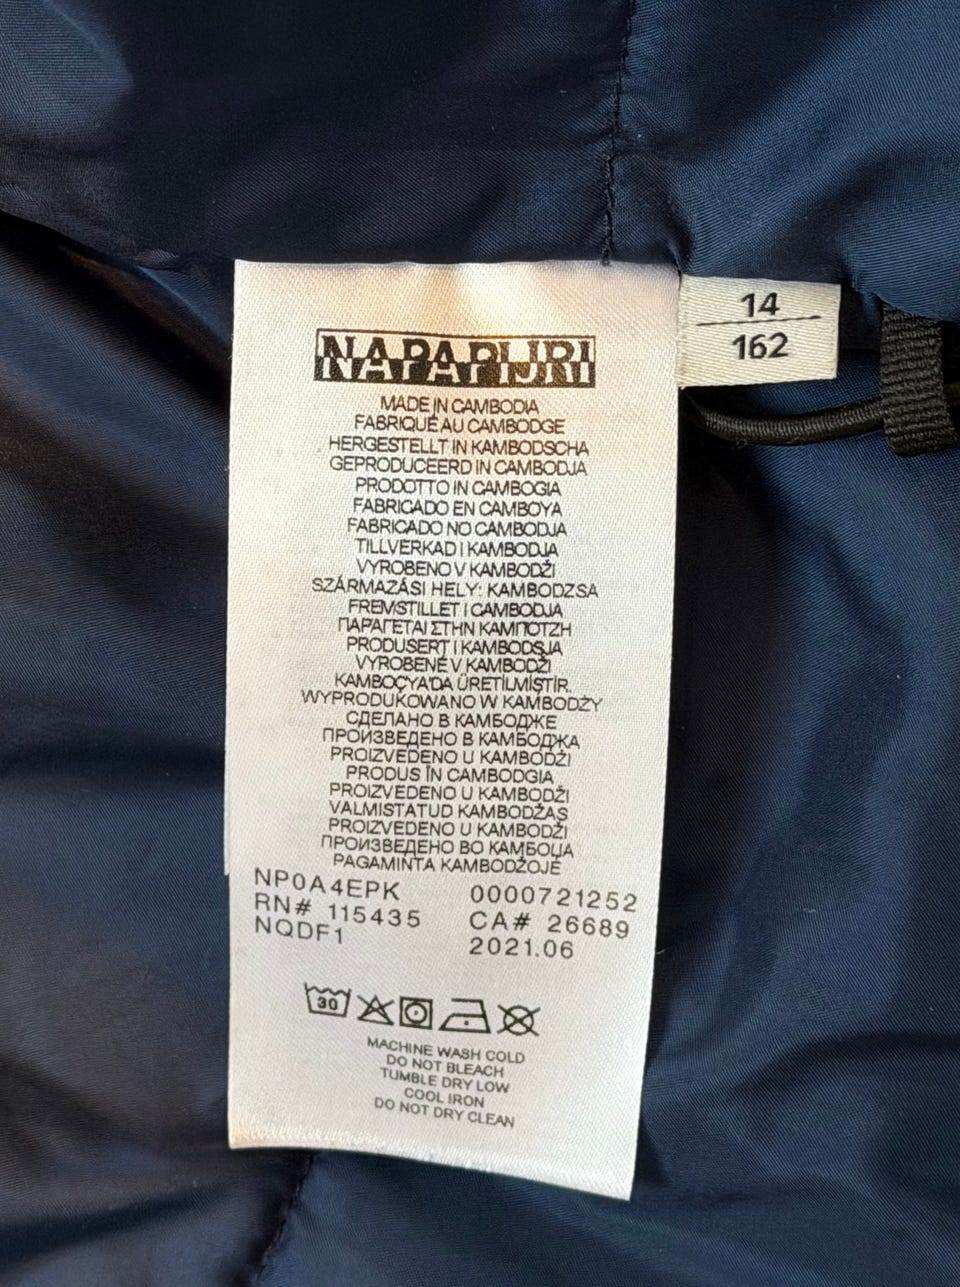 NAPAPIJRI
14
162
MADE IN CAMBODIA
FABRIQUÉ AU CAMBODGE
HERGESTELLT IN KAMBODSCHA
GEPRODUCEERD IN CAMBODJA
PRODOTTO IN CAMBOGIA
FABRICADO EN CAMBOYA
FABRICADO NO CAMBODJA
TILLVERKAD I KAMBODJA
VYROBENO V KAMBODŽI
SZÁRMAZÁSI HELY: KAMBODZSA
FREMSTILLET I CAMBODJA
ΠΑΡΑΓΕΤΑΙ ΣΤΗΝ ΚΑΜΠΟΤΖΗ
PRODUSERT I KAMBODSJA
VYROBENÉ V KAMBODŽI
KAMBOÇYA'DA ÜRETİLMİŞTİR.
WYPRODUKOWANO W KAMBODŻY
СДЕЛАНО В КАМБОДЖЕ
ПРОИЗВЕДЕНО В КАМБОДЖА
PROIZVEDENO U KAMBODŽI
PRODUS ÎN CAMBODGIA
PROIZVEDENO U KAMBODŽI
VALMISTATUD KAMBODŽAS
PROIZVEDENO U KAMBODŽI
ПРОИЗВЕДЕНО ВО КАМБОЏА
PAGAMINTA KAMBODŽOJE
NP0A4EPK 0000721252
RN# 115435 CA# 26689
NQDF1 2021.06
30
MACHINE WASH COLD
DO NOT BLEACH
TUMBLE DRY LOW
COOL IRON
DO NOT DRY CLEAN